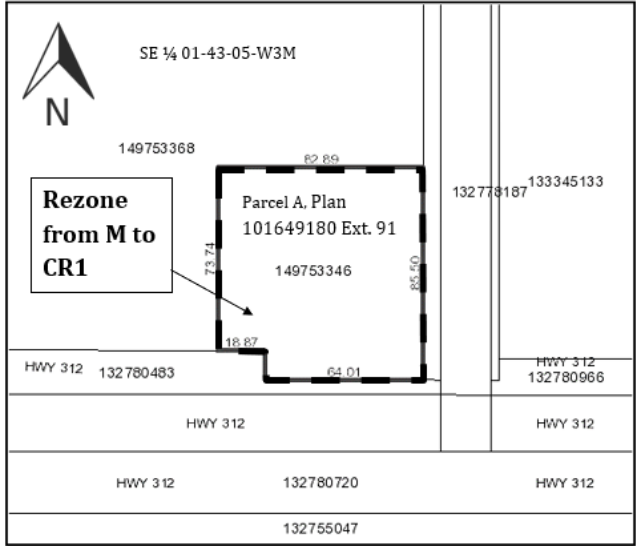 SE ¼ 01-43-05-W3M
N
149753368
82.89
132778187
133345133
Rezone
from M to
CR1
Parcel A, Plan
101649180 Ext. 91
149753346
73.74
85.50
18.87
64.01
HWY 312
132780483
HWY 312
132780966
HWY 312
HWY 312
HWY 312
132780720
HWY 312
132755047